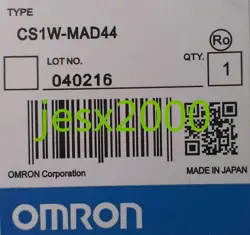 TYPE
CS1W-MAD44
Ro
LOT NO.
QTY.
040216
1
jesx2000
OMRON Corporation
MADE IN JAPAN
OMRON